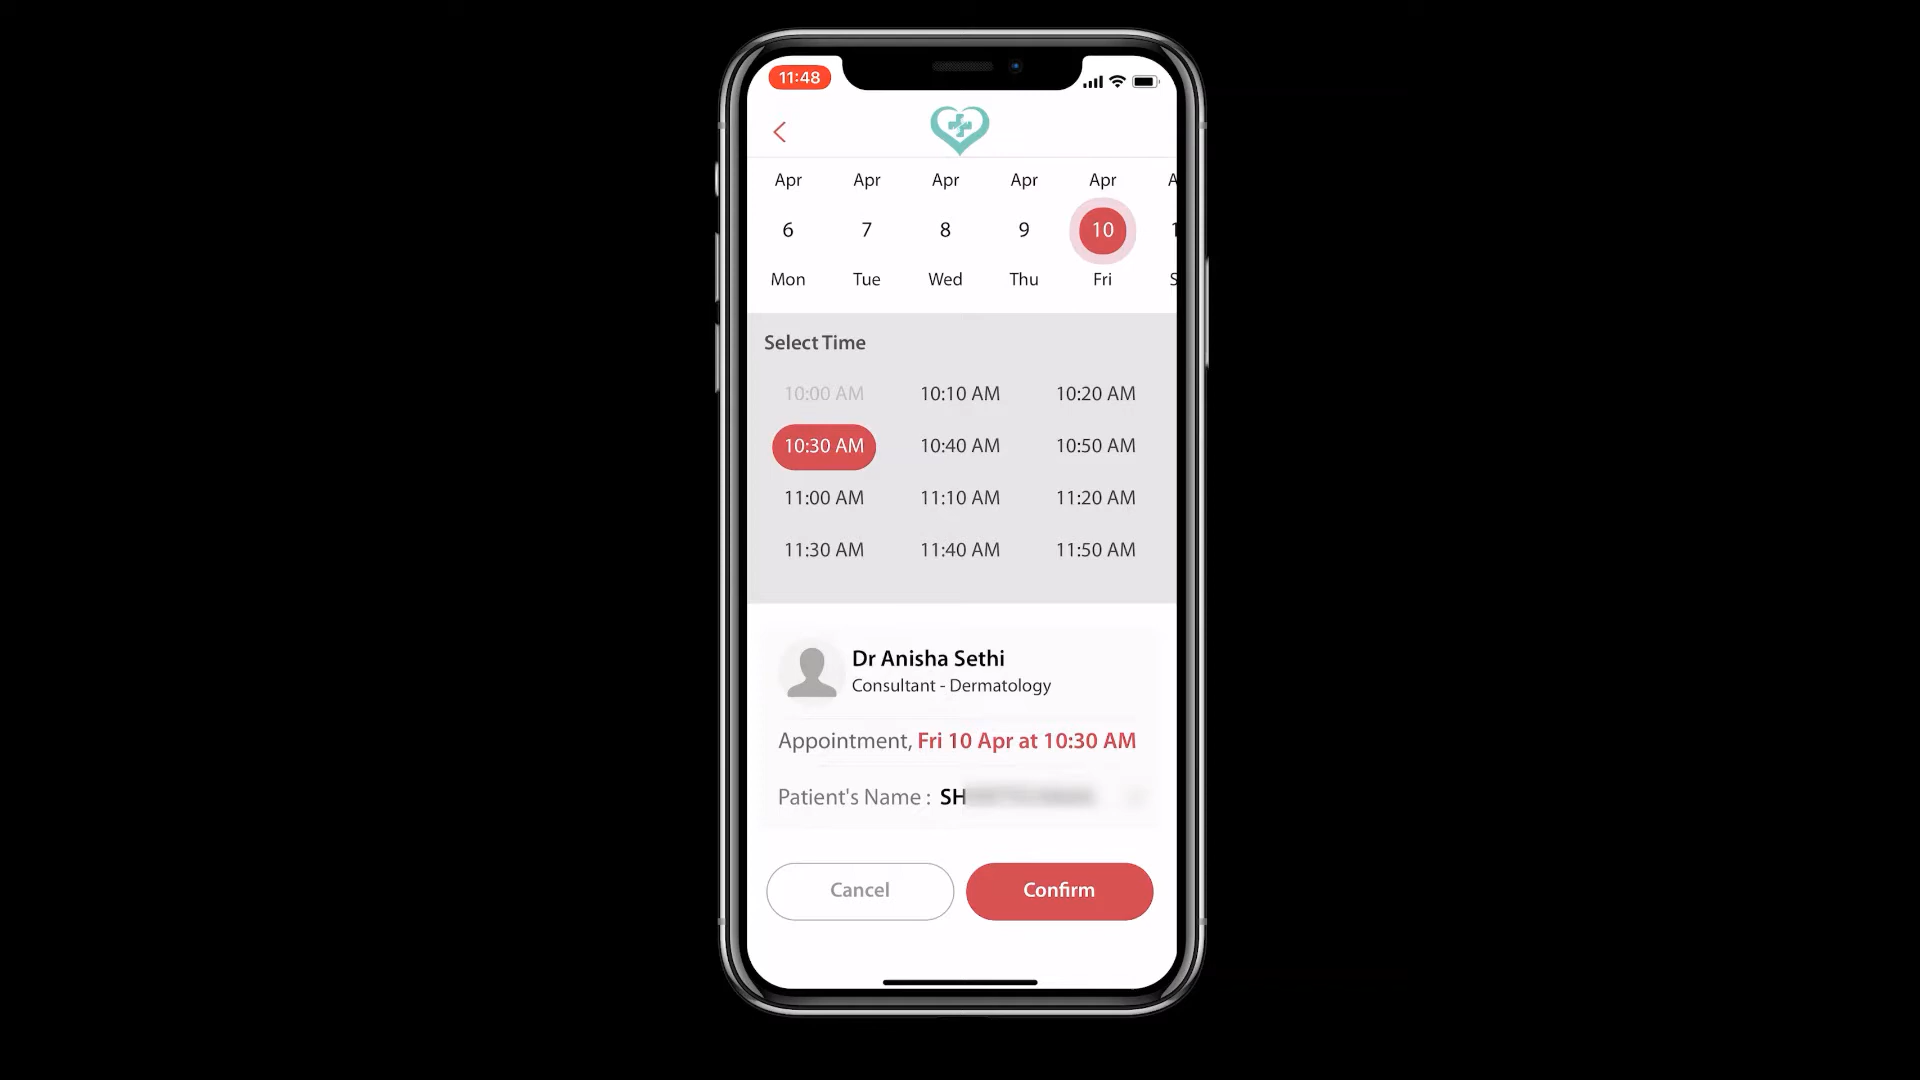 11:48
Apr Apr Apr Apr Apr
6 7 8 9 10
Mon Tue Wed Thu Fri
Select Time
10:00 AM 10:10 AM 10:20 AM
10:30 AM 10:40 AM 10:50 AM
11:00 AM 11:10 AM 11:20 AM
11:30 AM 11:40 AM 11:50 AM
Dr Anisha Sethi
Consultant - Dermatology
Appointment, Fri 10 Apr at 10:30 AM
Patient's Name : SH
Cancel Confirm